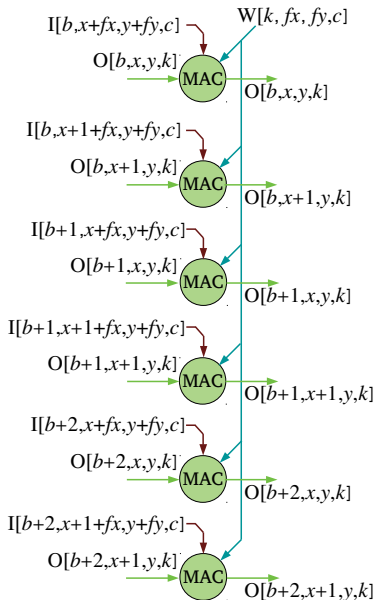 I[b,x+fx,y+fy,c] W[k, fx, fy,c]
O[b,x,y,k]
MAC
O[b,x,y,k]
I[b,x+1+fx,y+fy,c]
O[b,x+1,y,k]
MAC
O[b,x+1,y,k]
I[b+1,x+fx,y+fy,c]
O[b+1,x,y,k]
MAC
O[b+1,x,y,k]
I[b+1,x+1+fx,y+fy,c]
O[b+1,x+1,y,k]
MAC
O[b+1,x+1,y,k]
I[b+2,x+fx,y+fy,c]
O[b+2,x,y,k]
MAC
O[b+2,x,y,k]
I[b+2,x+1+fx,y+fy,c]
O[b+2,x+1,y,k]
MAC
O[b+2,x+1,y,k]